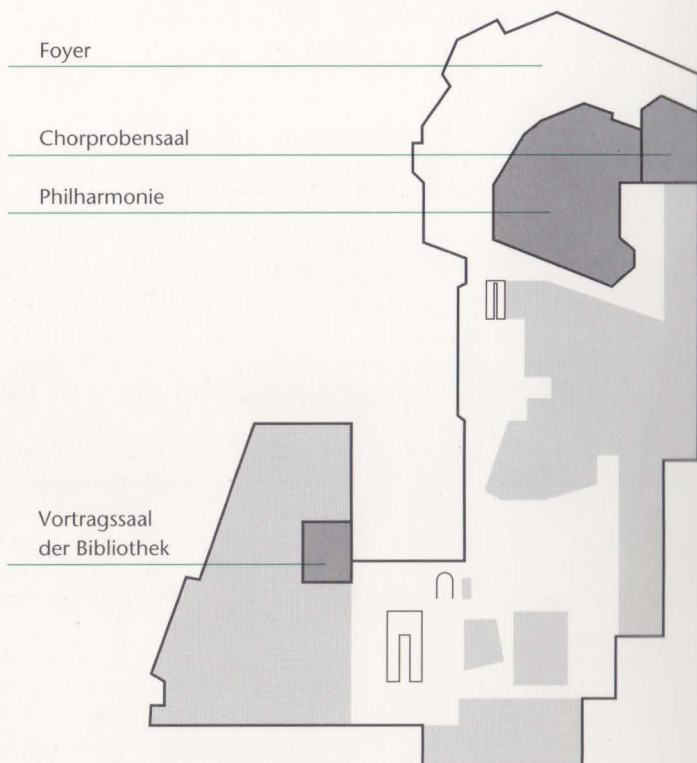 Foyer
Chorprobensaal
Philharmonie
Vortragssaal
der Bibliothek